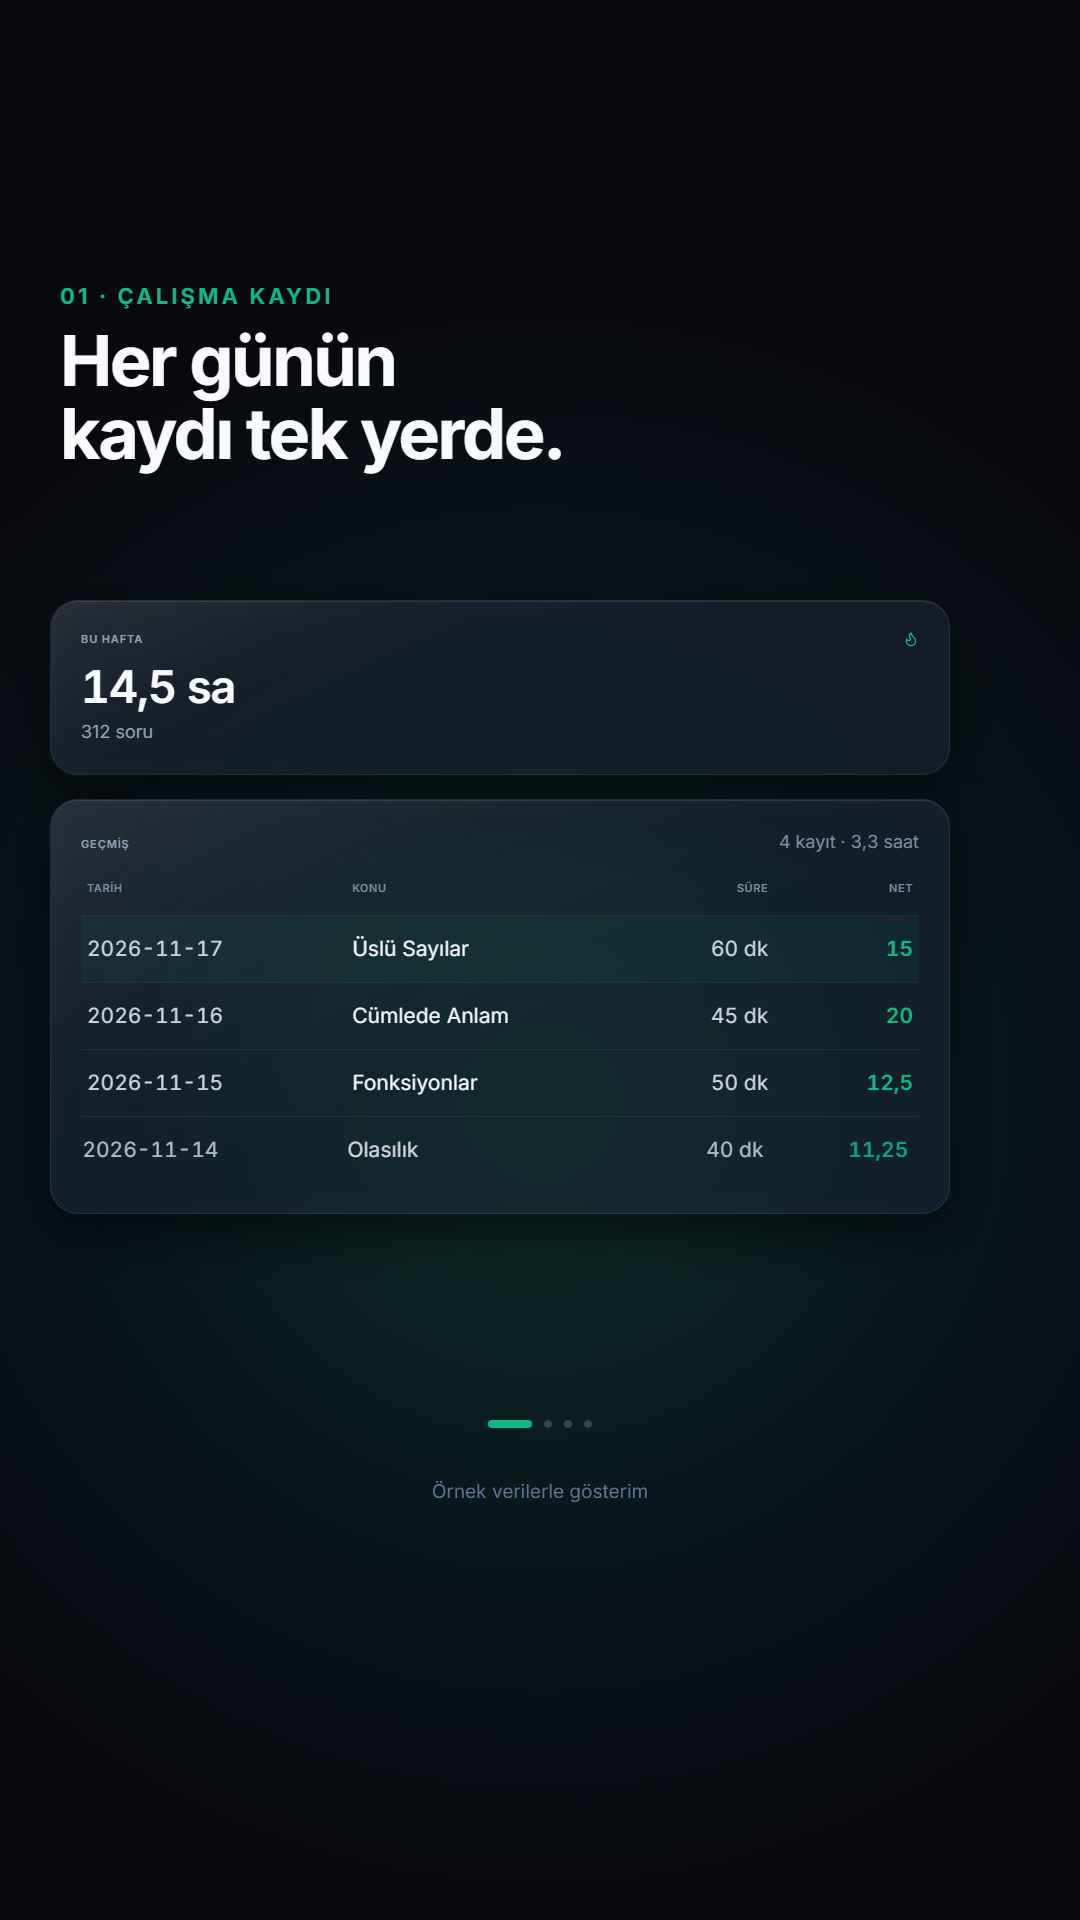 01 · ÇALIŞMA KAYDI
Her günün
kaydı tek yerde.
BU HAFTA
14,5 sa
312 soru
GEÇMİŞ
4 kayıt · 3,3 saat
TARİH KONU SÜRE NET
2026-11-17 Üslü Sayılar 60 dk 15
2026-11-16 Cümlede Anlam 45 dk 20
2026-11-15 Fonksiyonlar 50 dk 12,5
2026-11-14 Olasılık 40 dk 11,25
Örnek verilerle gösterim